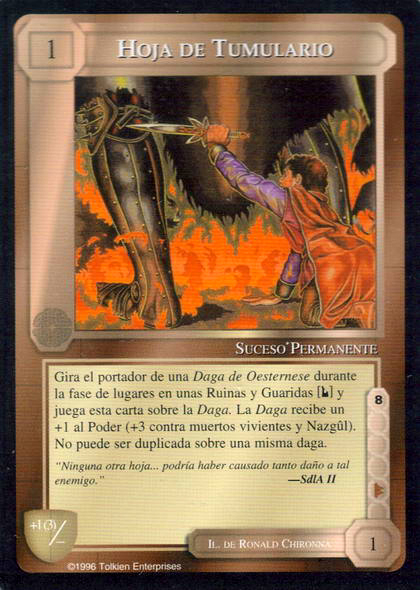 1
HOJA DE TUMULARIO
SUCESO PERMANENTE
Gira el portador de una Daga de Oesternese durante
la fase de lugares en unas Ruinas y Guaridas [] y
juega esta carta sobre la Daga. La Daga recibe un
+1 al Poder (+3 contra muertos vivientes y Nazgûl).
No puede ser duplicada sobre una misma daga.
8
“Ninguna otra hoja... podría haber causado tanto daño a tal
enemigo.” —SdlA II
+1(3)/–
IL. DE RONALD CHIRONNA
1
©1996 Tolkien Enterprises